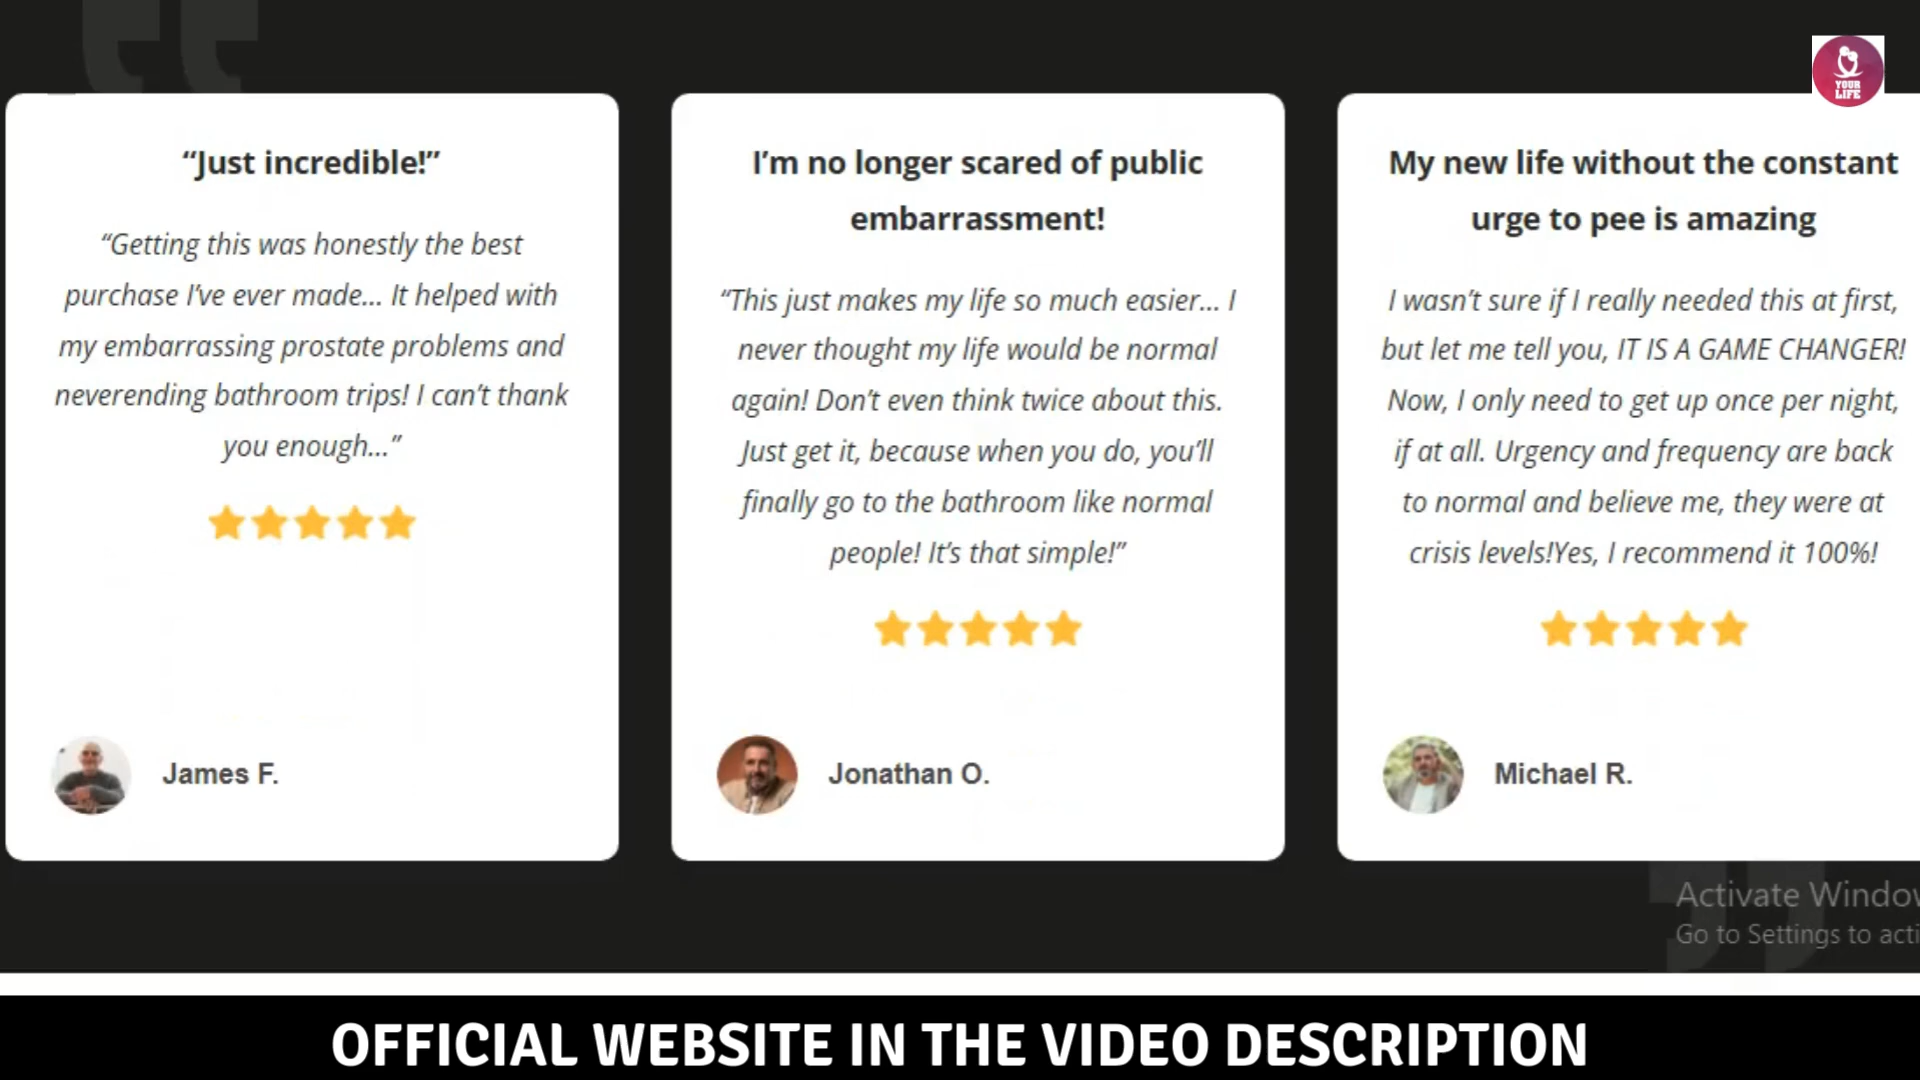 YOUR
LIFE
“Just incredible!”
“Getting this was honestly the best
purchase I’ve ever made... It helped with
my embarrassing prostate problems and
neverending bathroom trips! I can’t thank
you enough...”
James F.
I’m no longer scared of public
embarrassment!
“This just makes my life so much easier... I
never thought my life would be normal
again! Don’t even think twice about this.
Just get it, because when you do, you’ll
finally go to the bathroom like normal
people! It’s that simple!”
Jonathan O.
My new life without the constant
urge to pee is amazing
I wasn’t sure if I really needed this at first,
but let me tell you, IT IS A GAME CHANGER!
Now, I only need to get up once per night,
if at all. Urgency and frequency are back
to normal and believe me, they were at
crisis levels!Yes, I recommend it 100%!
Michael R.
Activate Window
Go to Settings to acti
OFFICIAL WEBSITE IN THE VIDEO DESCRIPTION